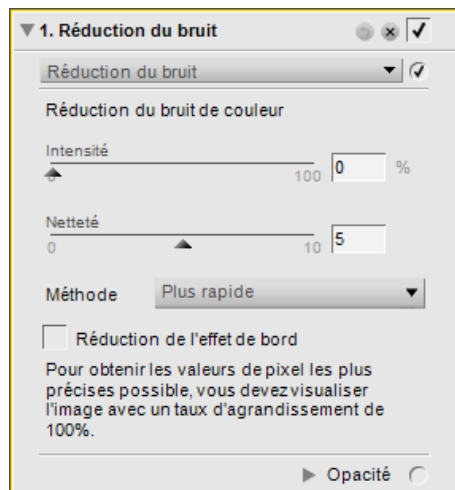 1. Réduction du bruit
Réduction du bruit
Réduction du bruit de couleur
Intensité
0 100 0 %
Netteté
0 10 5
Méthode Plus rapide
Réduction de l'effet de bord
Pour obtenir les valeurs de pixel les plus
précises possible, vous devez visualiser
l'image avec un taux d'agrandissement de
100%.
Opacité